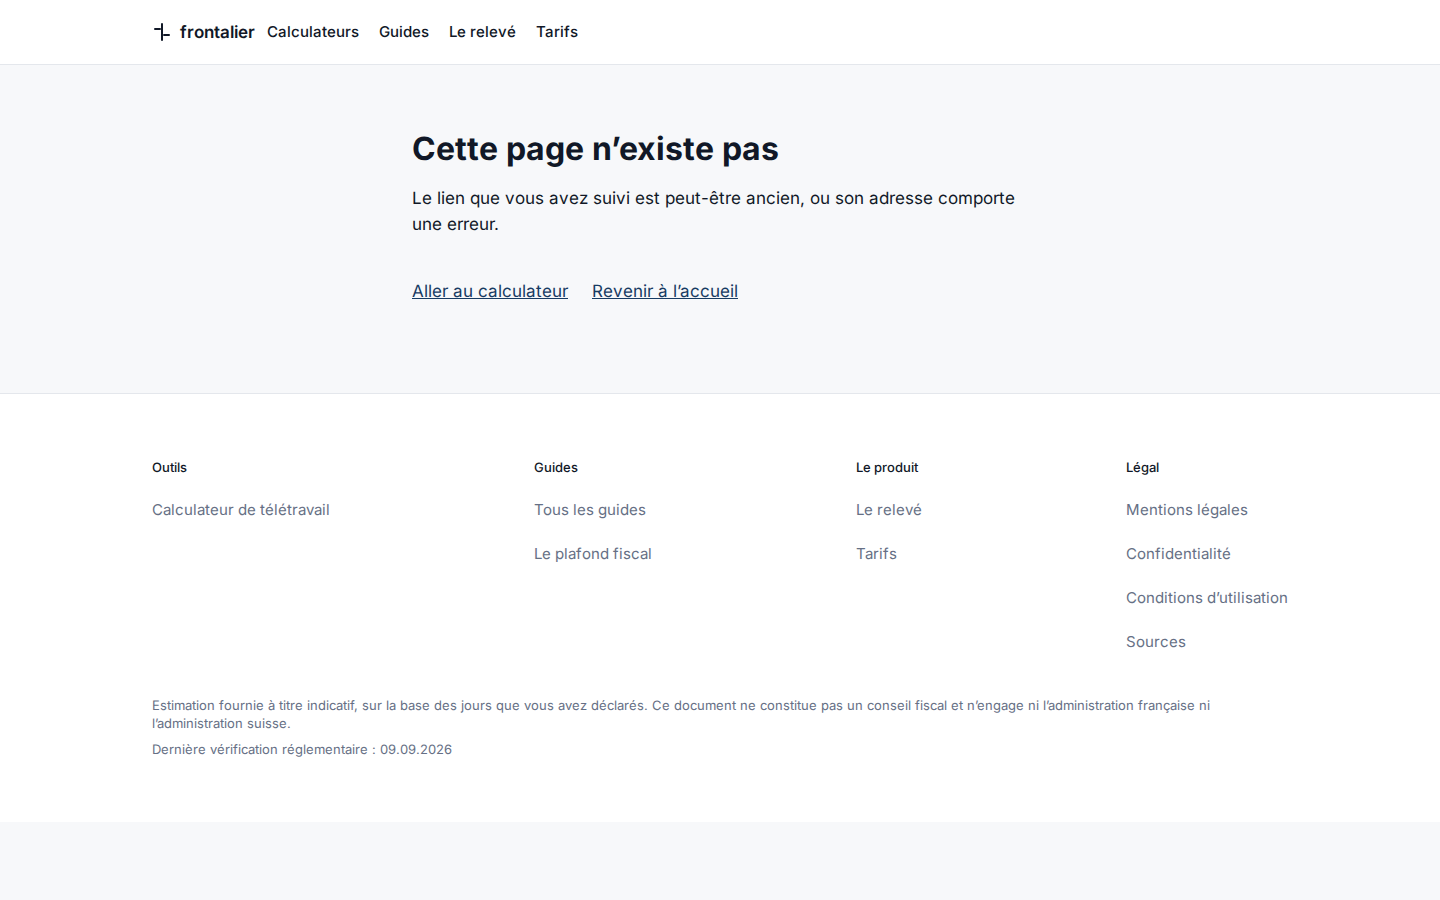 frontalier Calculateurs Guides Le relevé Tarifs
Cette page n’existe pas
Le lien que vous avez suivi est peut-être ancien, ou son adresse comporte
une erreur.
Aller au calculateur Revenir à l’accueil
Outils
Calculateur de télétravail
Guides
Tous les guides
Le plafond fiscal
Le produit
Le relevé
Tarifs
Légal
Mentions légales
Confidentialité
Conditions d’utilisation
Sources
Estimation fournie à titre indicatif, sur la base des jours que vous avez déclarés. Ce document ne constitue pas un conseil fiscal et n’engage ni l’administration française ni
l’administration suisse.
Dernière vérification réglementaire : 09.09.2026